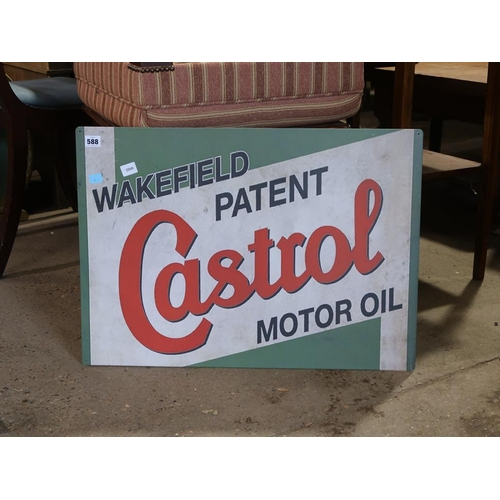 588
WAKEFIELD
PATENT
Castrol
MOTOR OIL